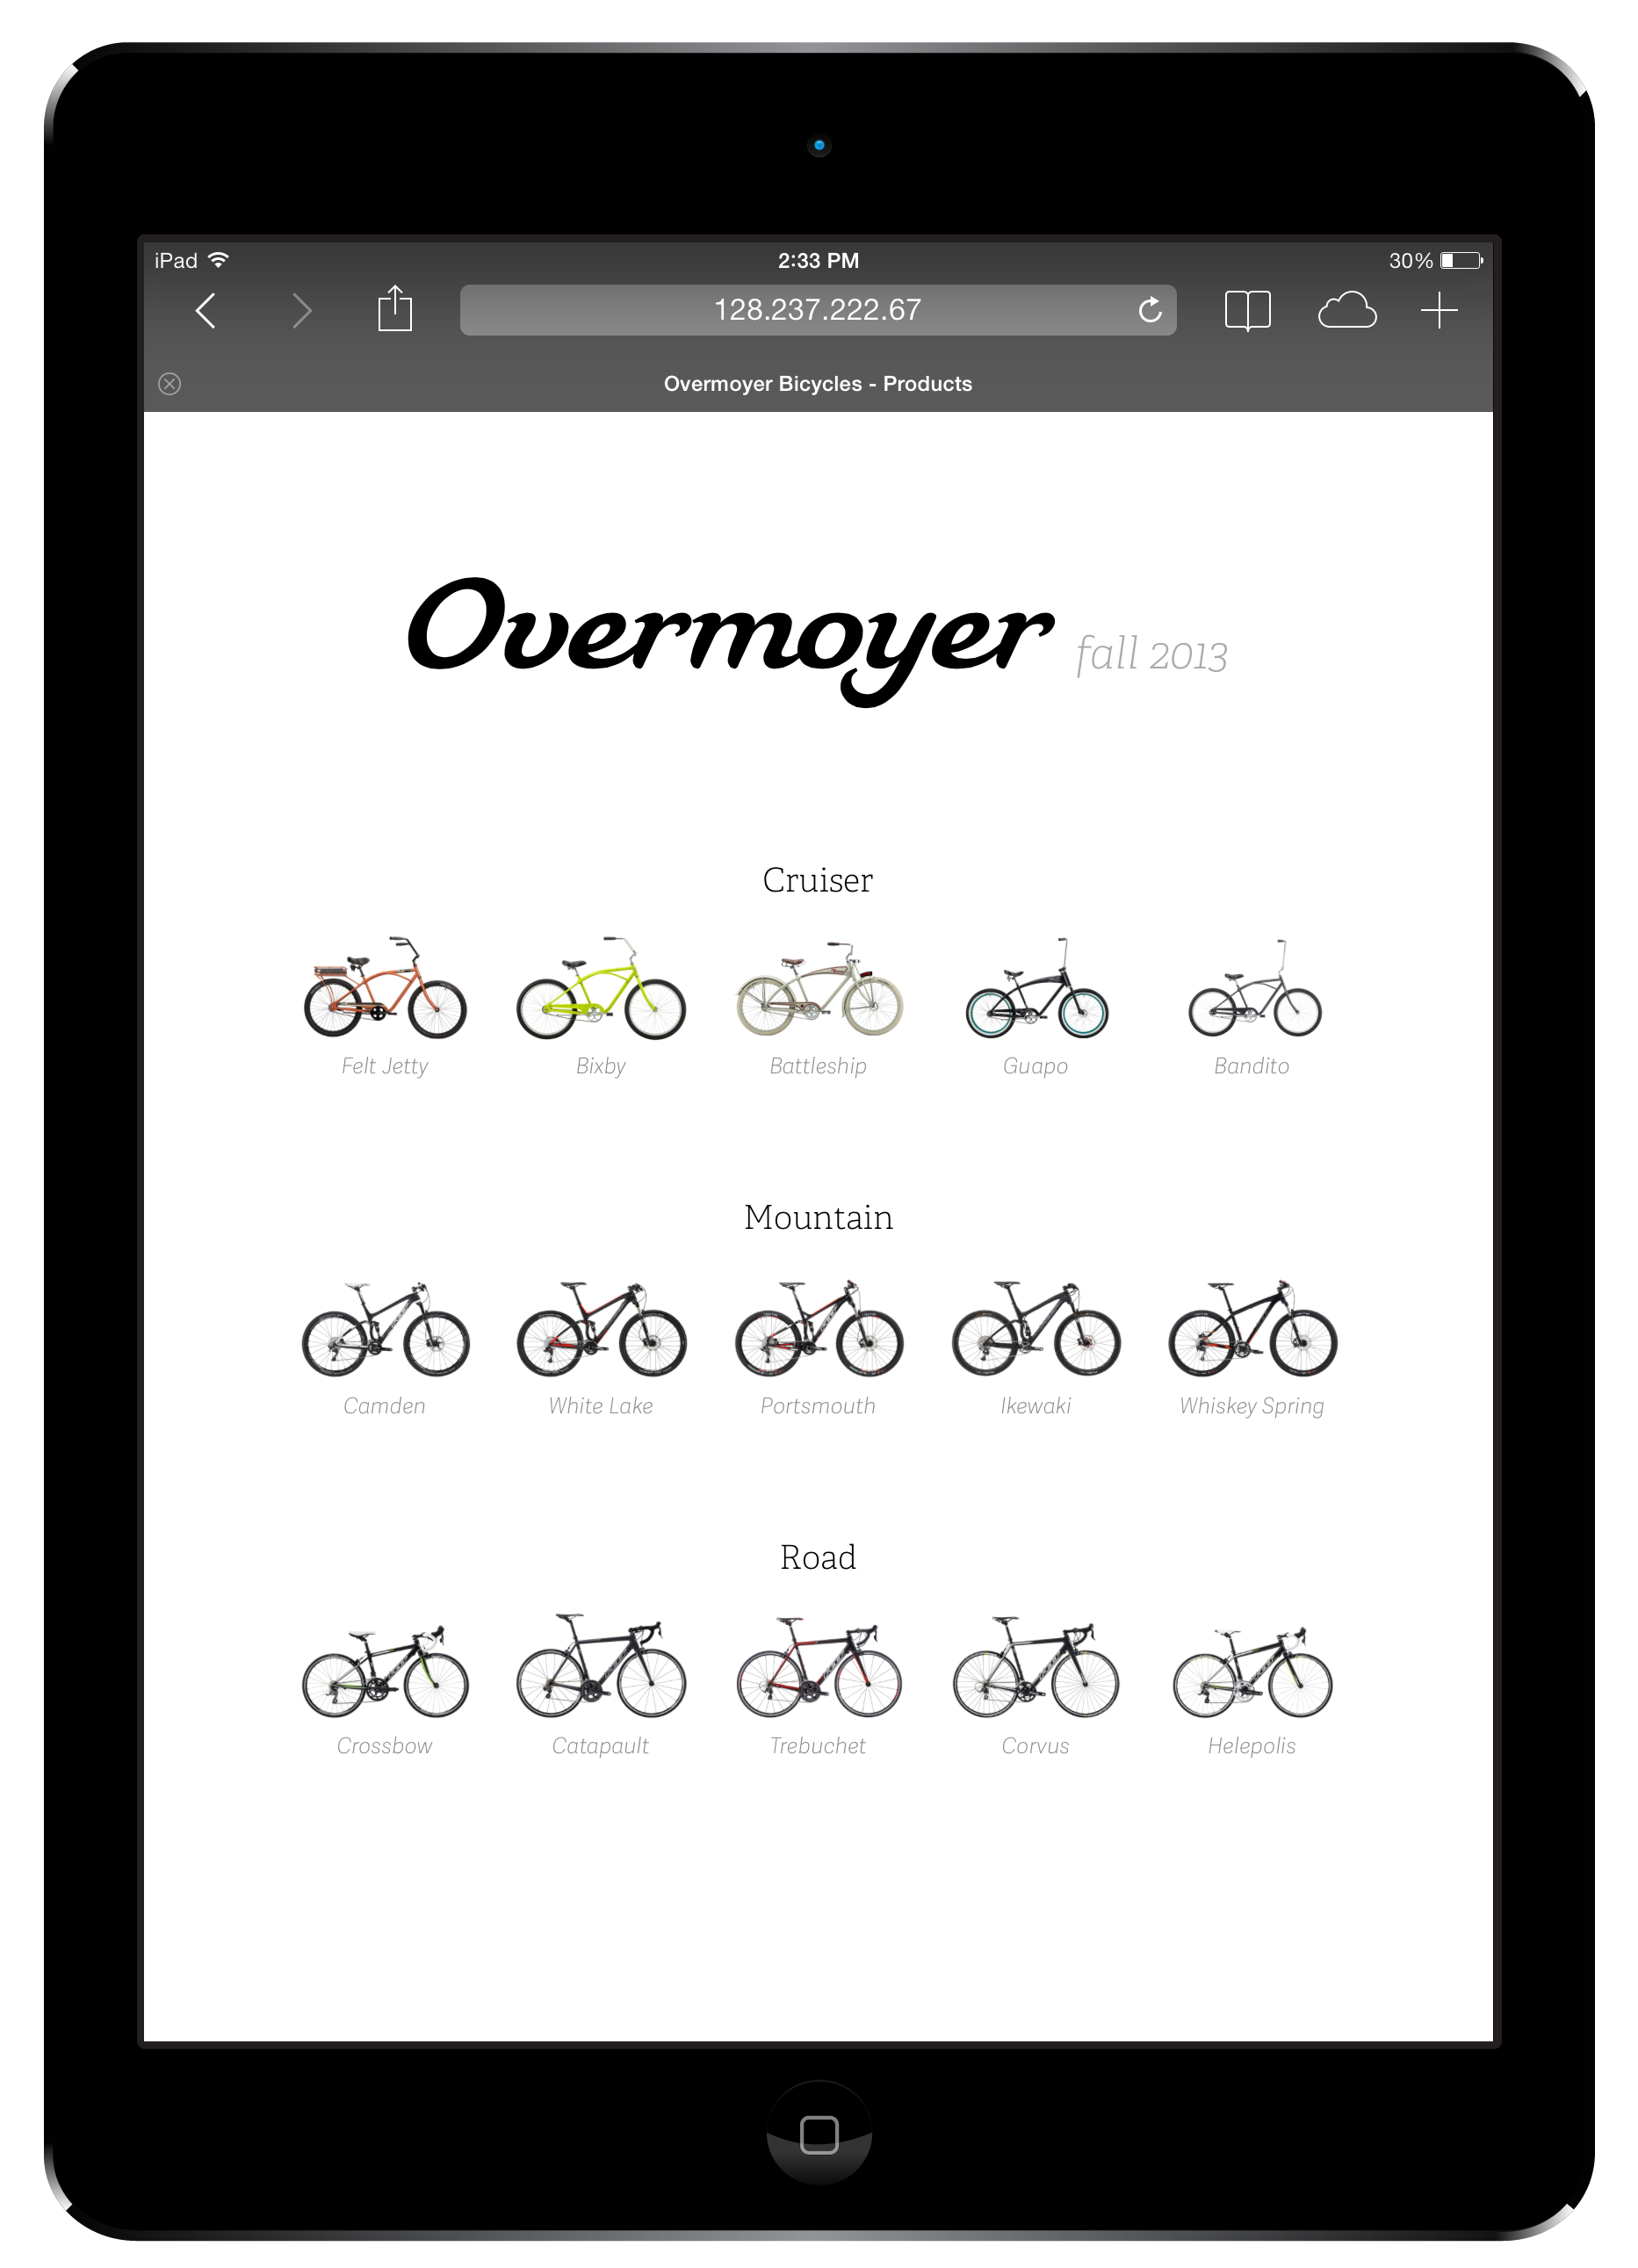 iPad 2:33 PM 30%
128.237.222.67
Overmoyer Bicycles - Products
Overmoyer fall 2013
Cruiser
Felt Jetty Bixby Battleship Guapo Bandito
Mountain
Camden White Lake Portsmouth Ikewaki Whiskey Spring
Road
Crossbow Catapault Trebuchet Corvus Helepolis